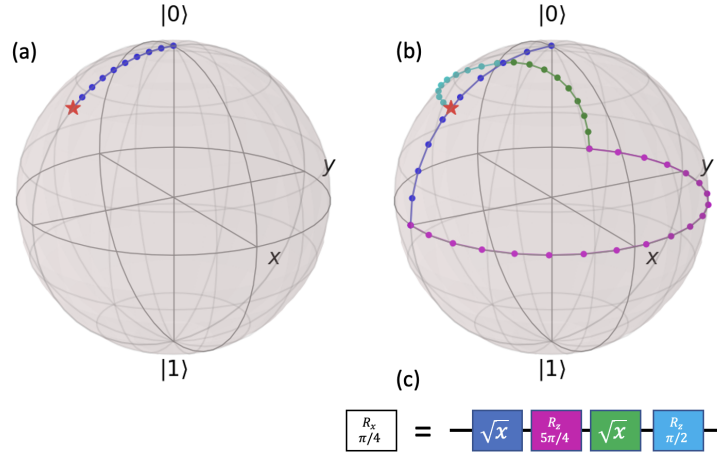 |0⟩
|0⟩
(a)
(b)
y
y
x
x
|1⟩
|1⟩
(c)
R_x
π/4
=
√x
R_z
5π/4
√x
R_z
π/2